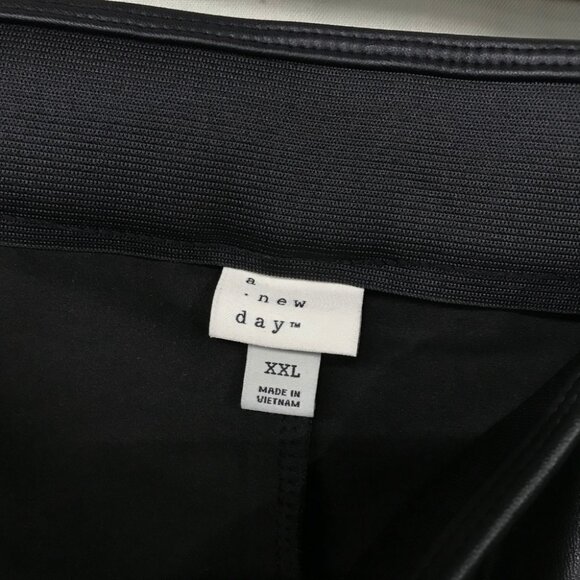 a
· new
day™
XXL
MADE IN
VIETNAM